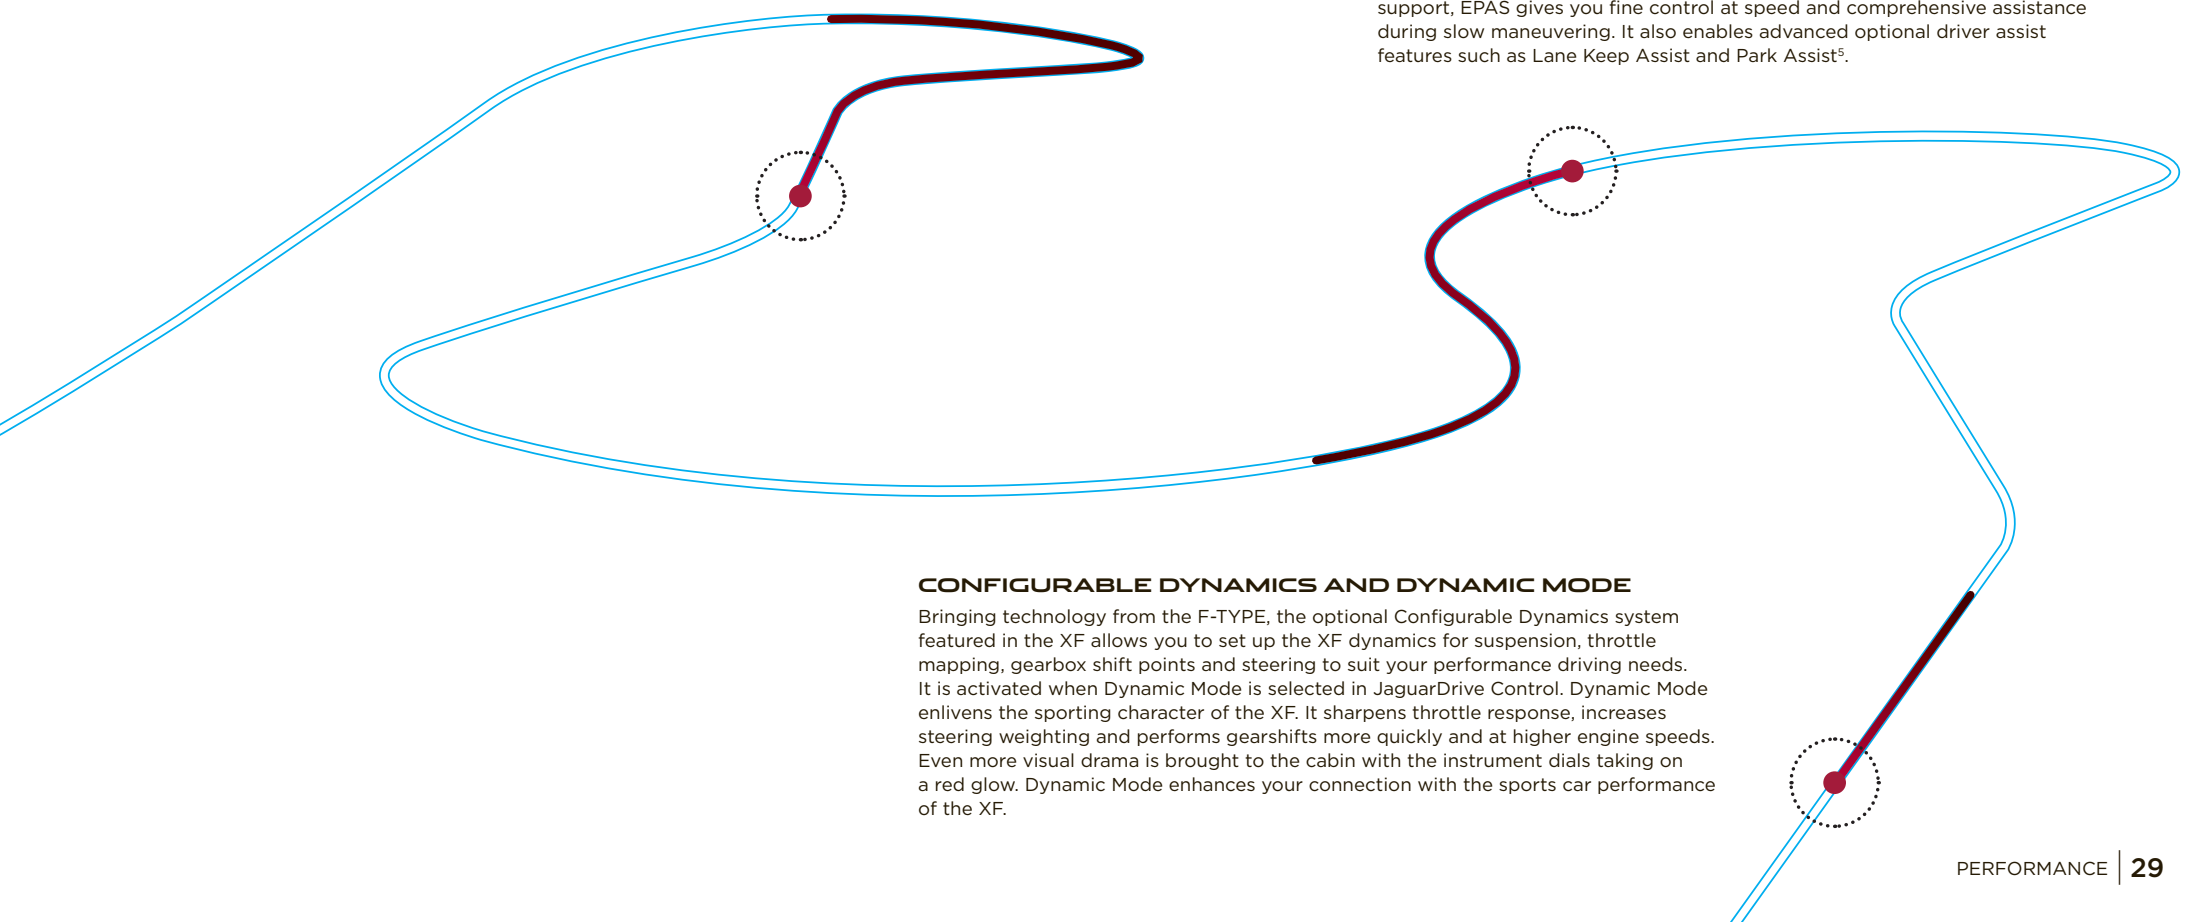 support, EPAS gives you fine control at speed and comprehensive assistance
during slow maneuvering. It also enables advanced optional driver assist
features such as Lane Keep Assist and Park Assist⁵.
CONFIGURABLE DYNAMICS AND DYNAMIC MODE
Bringing technology from the F-TYPE, the optional Configurable Dynamics system
featured in the XF allows you to set up the XF dynamics for suspension, throttle
mapping, gearbox shift points and steering to suit your performance driving needs.
It is activated when Dynamic Mode is selected in JaguarDrive Control. Dynamic Mode
enlivens the sporting character of the XF. It sharpens throttle response, increases
steering weighting and performs gearshifts more quickly and at higher engine speeds.
Even more visual drama is brought to the cabin with the instrument dials taking on
a red glow. Dynamic Mode enhances your connection with the sports car performance
of the XF.
PERFORMANCE 29